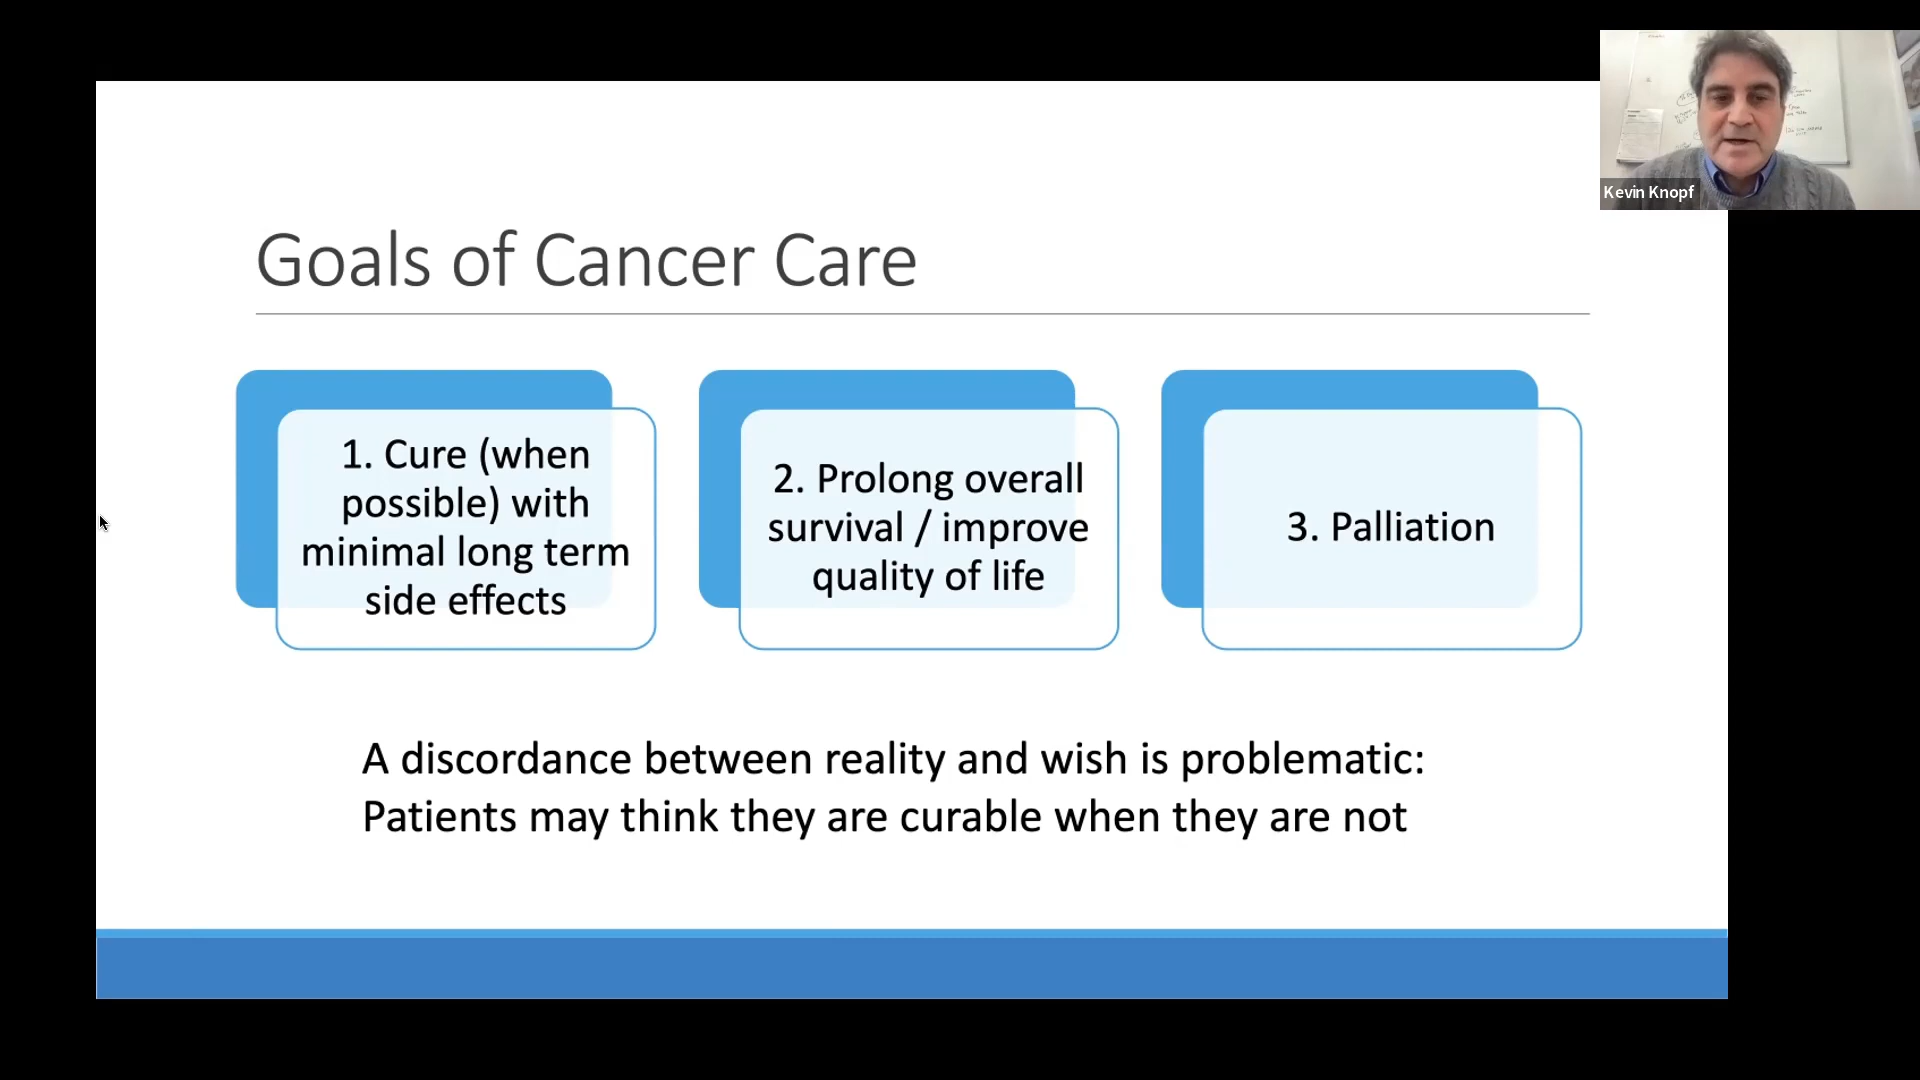 Kevin Knopf
Goals of Cancer Care
1. Cure (when
possible) with
minimal long term
side effects
2. Prolong overall
survival / improve
quality of life
3. Palliation
A discordance between reality and wish is problematic:
Patients may think they are curable when they are not